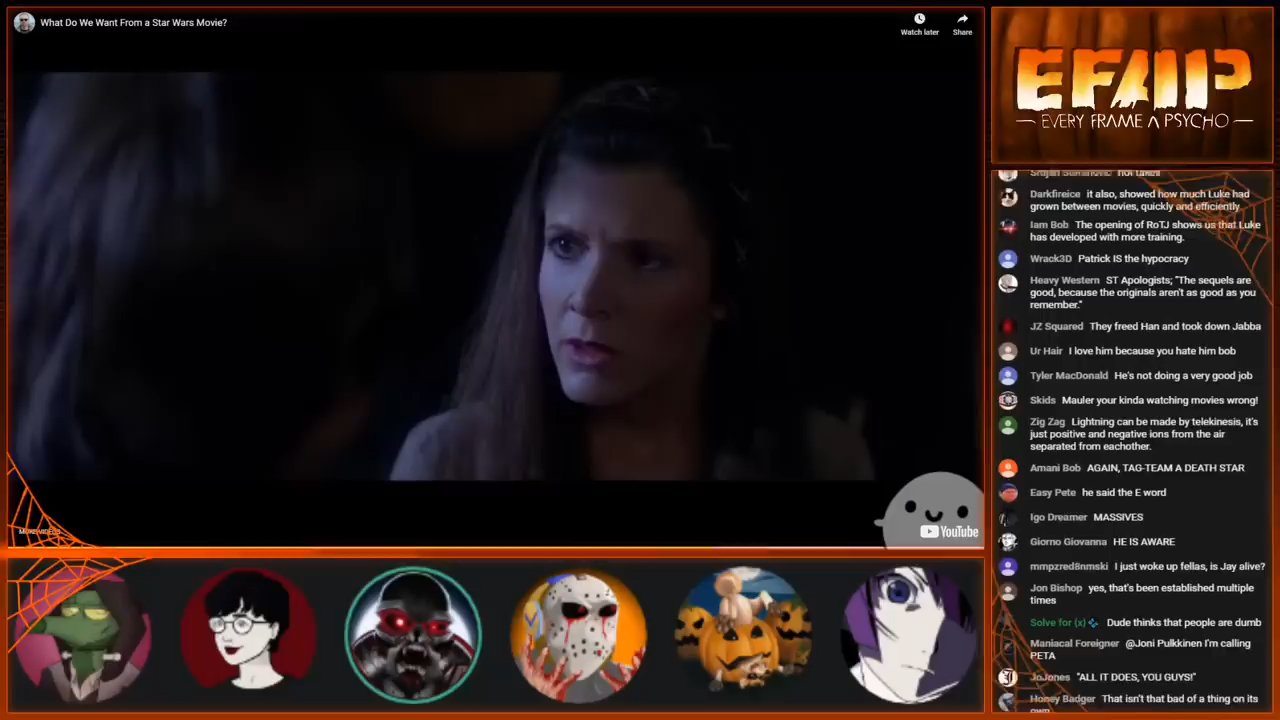 What Do We Want From a Star Wars Movie?
Watch later
Share
YouTube
EFAP
EVERY FRAME A PSYCHO
Darkfireice it also, showed how much Luke had
grown between movies, quickly and efficiently
Iam Bob The opening of RoTJ shows us that Luke
has developed with more training.
Wrack3D Patrick IS the hypocracy
Heavy Western ST Apologists; "The sequels are
good, because the originals aren't as good as you
remember."
JZ Squared They freed Han and took down Jabba
Ur Hair I love him because you hate him bob
Tyler MacDonald He's not doing a very good job
Skids Mauler your kinda watching movies wrong!
Zig Zag Lightning can be made by telekinesis, it's
just positive and negative ions from the air
separated from eachother.
Amani Bob AGAIN, TAG-TEAM A DEATH STAR
Easy Pete he said the E word
Igo Dreamer MASSIVES
Giorno Giovanna HE IS AWARE
mmpzred8nmski I just woke up fellas, is Jay alive?
Jon Bishop yes, that's been established multiple
times
Solve for {x} Dude thinks that people are dumb
Maniacal Foreigner @Joni Pulkkinen I'm calling
PETA
JoJones "ALL IT DOES, YOU GUYS!"
Honey Badger That isn't that bad of a thing on its
own